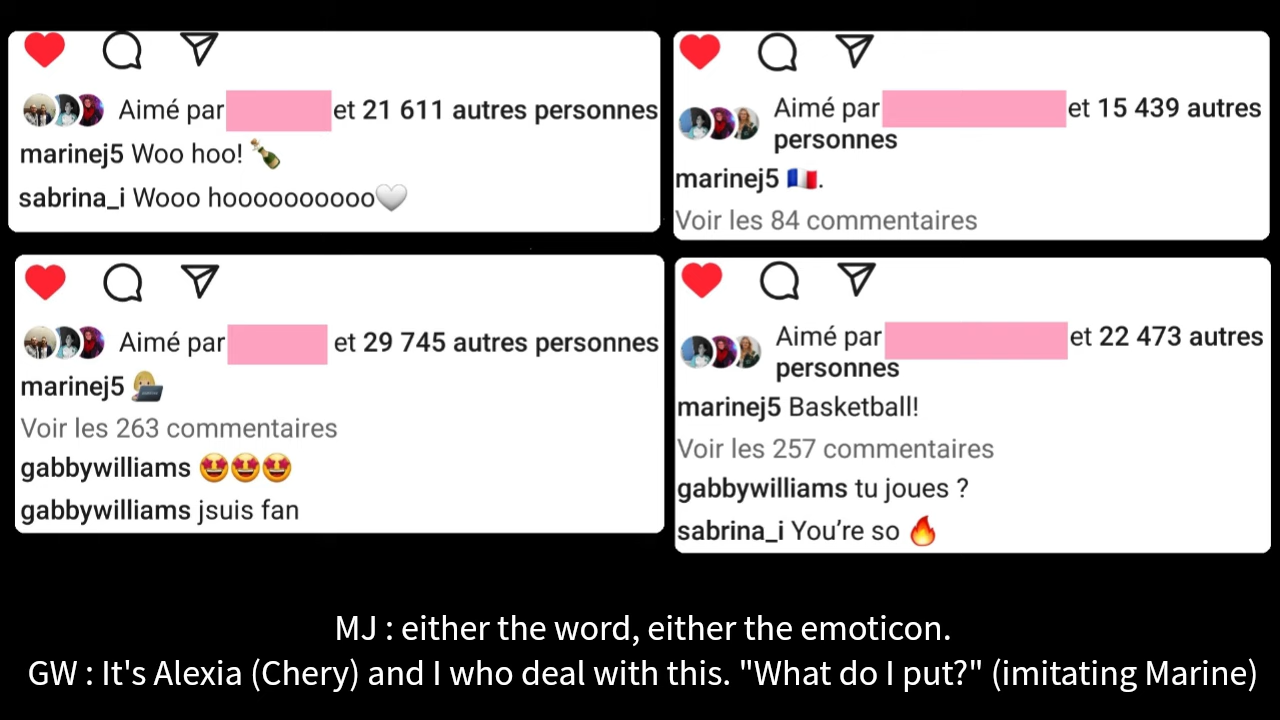 Aimé par et 21 611 autres personnes
marinej5 Woo hoo! 🍾
sabrina_i Wooo hoooooooooo🤍
Aimé par et 15 439 autres
personnes
marinej5 🇫🇷.
Voir les 84 commentaires
Aimé par et 29 745 autres personnes
marinej5 👩🏼‍💻
Voir les 263 commentaires
gabbywilliams 🤩🤩🤩
gabbywilliams jsuis fan
Aimé par et 22 473 autres
personnes
marinej5 Basketball!
Voir les 257 commentaires
gabbywilliams tu joues ?
sabrina_i You’re so 🔥
MJ : either the word, either the emoticon.
GW : It's Alexia (Chery) and I who deal with this. "What do I put?" (imitating Marine)